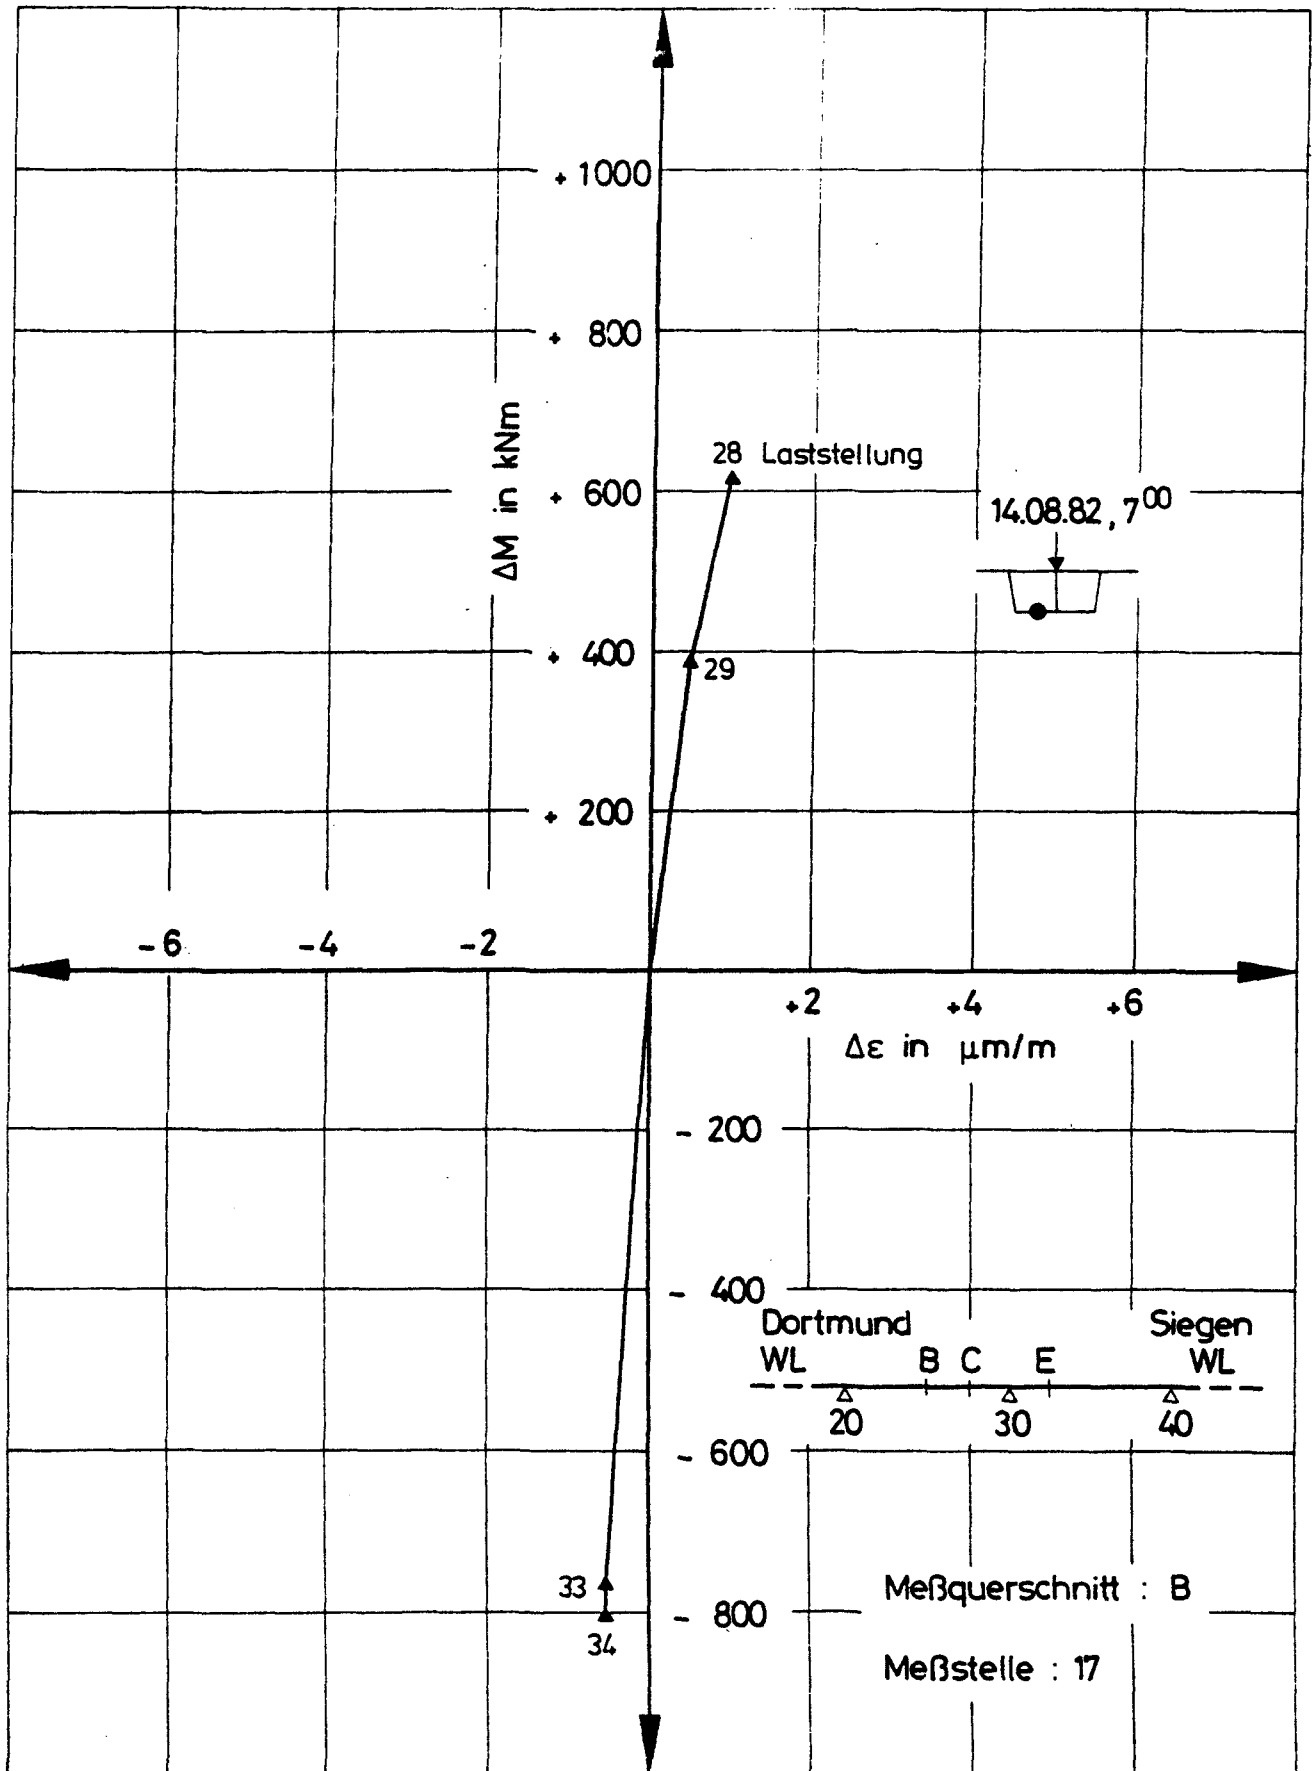 + 1000
+ 800
ΔM in kNm
28 Laststellung
+ 600
14.08.82, 7⁰⁰
+ 400
29
+ 200
-6
-4
-2
+2
+4
+6
Δε in μm/m
- 200
- 400
Dortmund Siegen
WL B C E WL
20 30 40
- 600
33
Meßquerschnitt : B
- 800
34
Meßstelle : 17